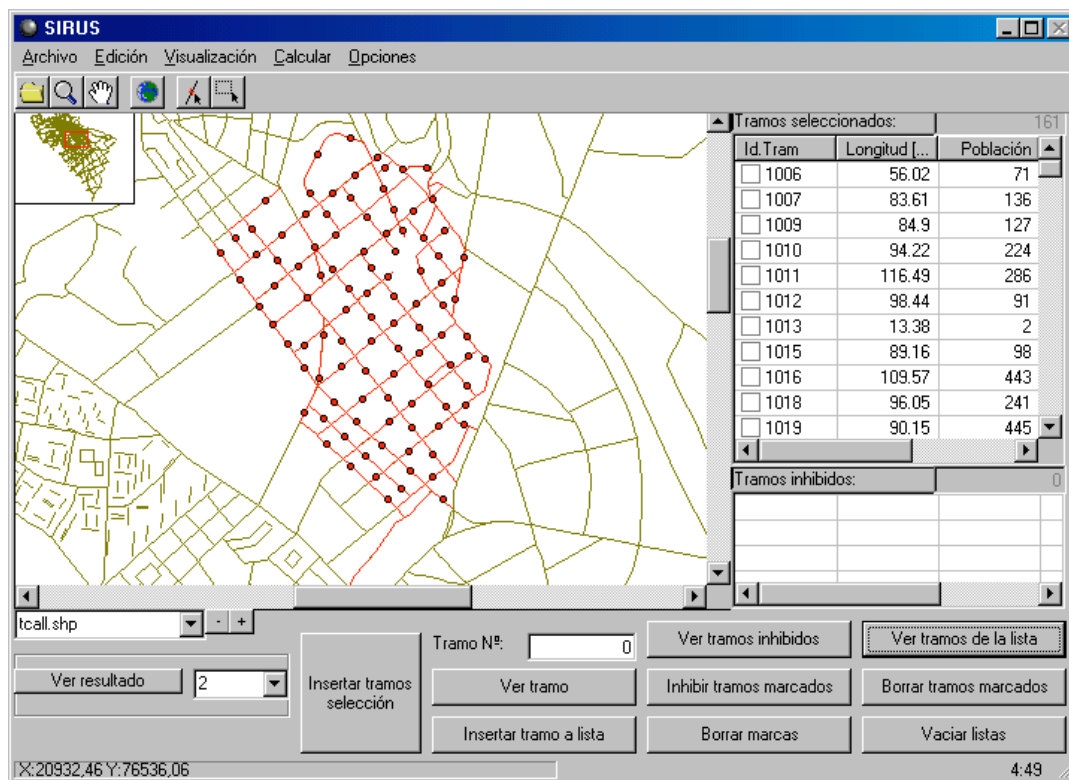 SIRUS
Archivo Edición Visualización Calcular Opciones
Tramos seleccionados: 161
Id.Tram Longitud [... Población
1006 56.02 71
1007 83.61 136
1009 84.9 127
1010 94.22 224
1011 116.49 286
1012 98.44 91
1013 13.38 2
1015 89.16 98
1016 109.57 443
1018 96.05 241
1019 90.15 445
Tramos inhibidos: 0
tcall.shp - +
Ver resultado 2
Insertar tramos
selección
Tramo Nº: 0
Ver tramo
Insertar tramo a lista
Ver tramos inhibidos
Inhibir tramos marcados
Borrar marcas
Ver tramos de la lista
Borrar tramos marcados
Vaciar listas
X:20932,46 Y:76536,06 4:49